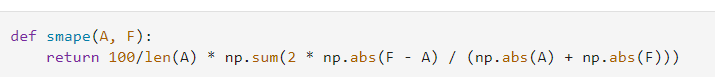 def smape(A, F):
    return 100/len(A) * np.sum(2 * np.abs(F - A) / (np.abs(A) + np.abs(F)))